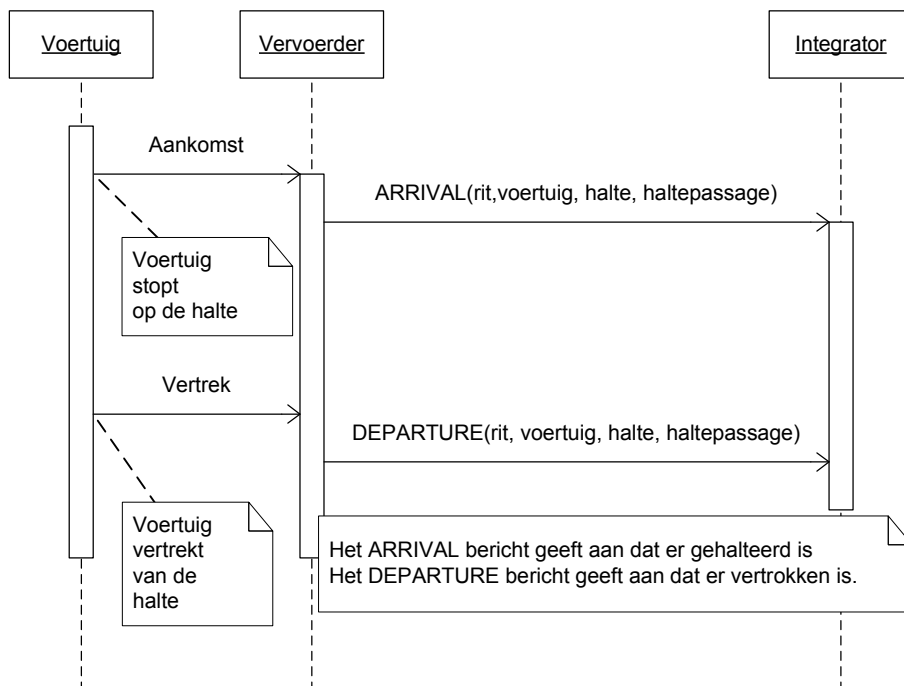 Voertuig
Vervoerder
Integrator
Aankomst
ARRIVAL(rit,voertuig, halte, haltepassage)
Voertuig
stopt
op de halte
Vertrek
DEPARTURE(rit, voertuig, halte, haltepassage)
Voertuig
vertrekt
van de
halte
Het ARRIVAL bericht geeft aan dat er gehalteerd is
Het DEPARTURE bericht geeft aan dat er vertrokken is.